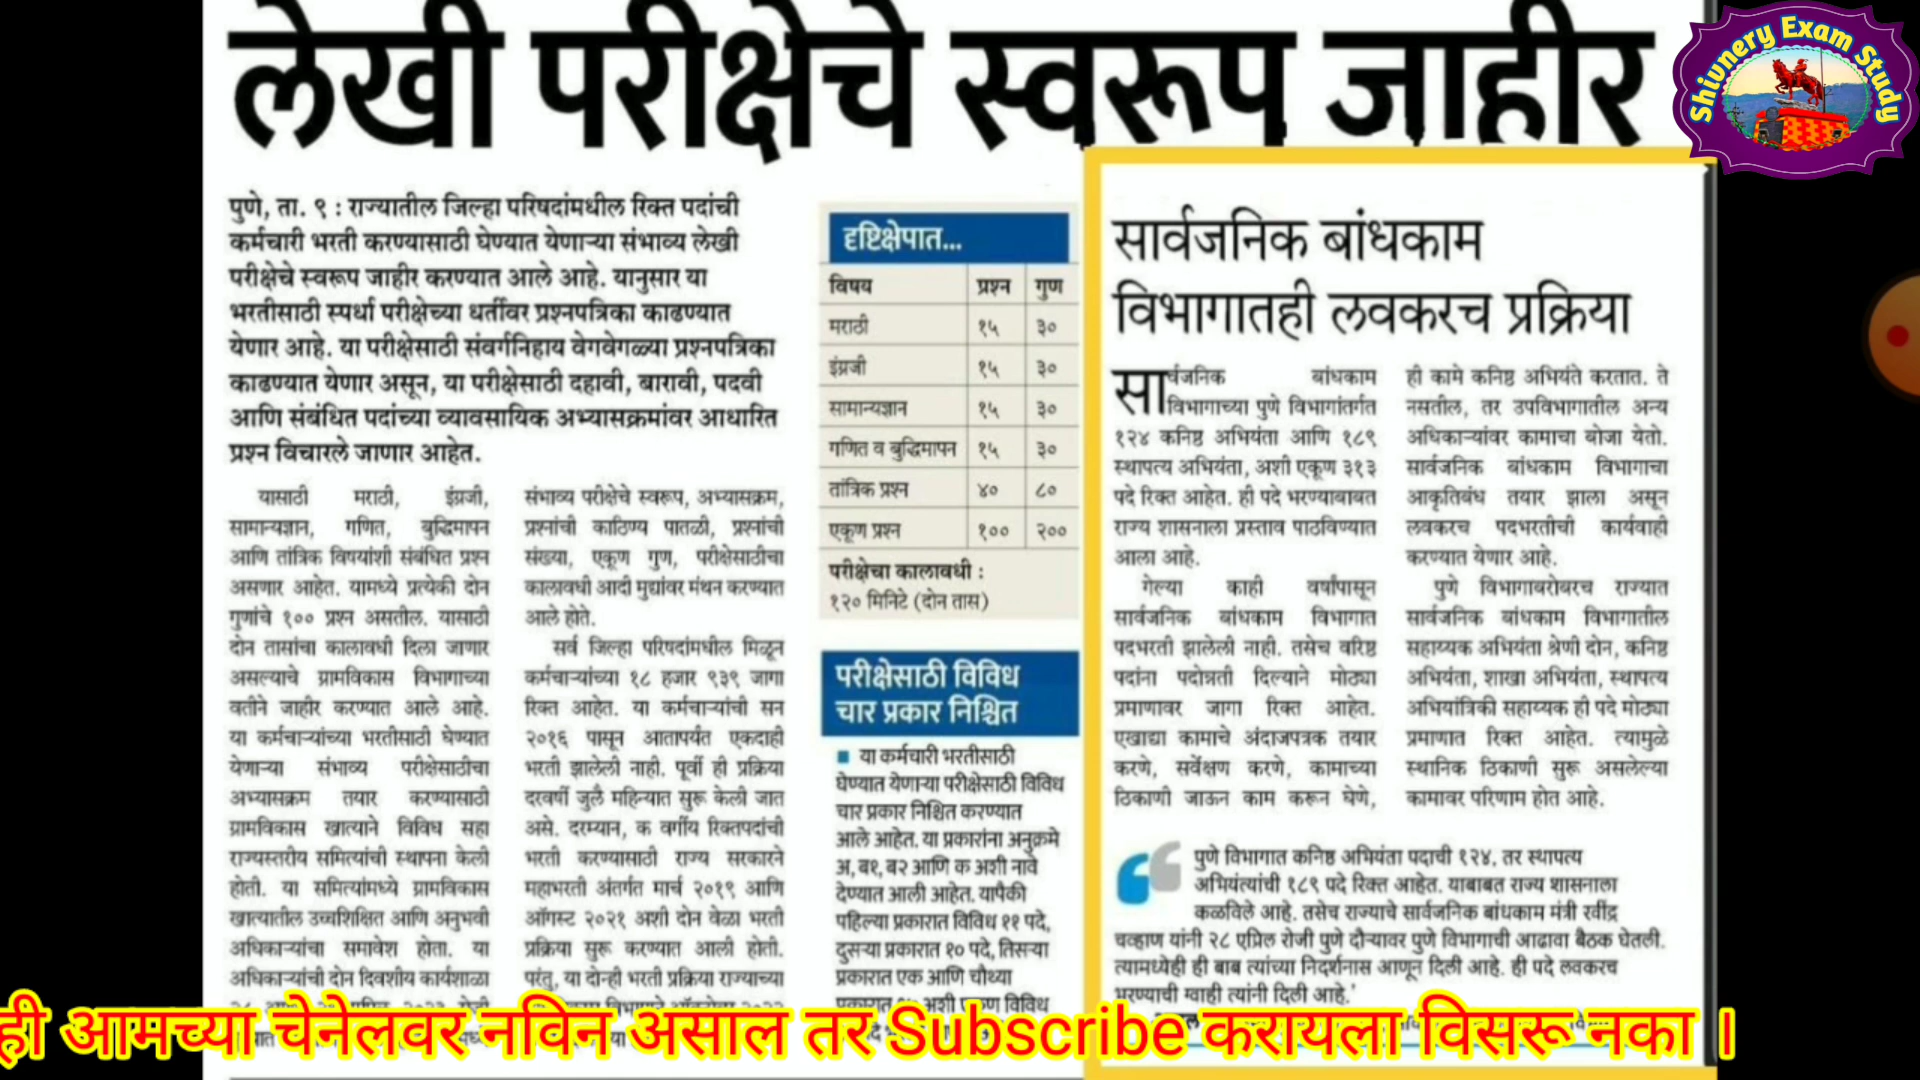 लेखी परीक्षेचे स्वरूप जाहीर
Shivnery Exam Study
पुणे, ता. ९ : राज्यातील जिल्हा परिषदांमधील रिक्त पदांची
कर्मचारी भरती करण्यासाठी घेण्यात येणाऱ्या संभाव्य लेखी
परीक्षेचे स्वरूप जाहीर करण्यात आले आहे. यानुसार या
भरतीसाठी स्पर्धा परीक्षेच्या धर्तीवर प्रश्नपत्रिका काढण्यात
येणार आहे. या परीक्षेसाठी संवर्गनिहाय वेगवेगळ्या प्रश्नपत्रिका
काढण्यात येणार असून, या परीक्षेसाठी दहावी, बारावी, पदवी
आणि संबंधित पदांच्या व्यावसायिक अभ्यासक्रमांवर आधारित
प्रश्न विचारले जाणार आहेत.
यासाठी मराठी, इंग्रजी,
सामान्यज्ञान, गणित, बुद्धिमापन
आणि तांत्रिक विषयांशी संबंधित प्रश्न
असणार आहेत. यामध्ये प्रत्येकी दोन
गुणांचे १०० प्रश्न असतील. यासाठी
दोन तासांचा कालावधी दिला जाणार
असल्याचे ग्रामविकास विभागाच्या
वतीने जाहीर करण्यात आले आहे.
या कर्मचाऱ्यांच्या भरतीसाठी घेण्यात
येणाऱ्या संभाव्य परीक्षेसाठीचा
अभ्यासक्रम तयार करण्यासाठी
ग्रामविकास खात्याने विविध सहा
राज्यस्तरीय समित्यांची स्थापना केली
होती. या समित्यांमध्ये ग्रामविकास
खात्यातील उच्चशिक्षित आणि अनुभवी
अधिकाऱ्यांचा समावेश होता. या
अधिकाऱ्यांची दोन दिवशीय कार्यशाळा
संभाव्य परीक्षेचे स्वरूप, अभ्यासक्रम,
प्रश्नांची काठिण्य पातळी, प्रश्नांची
संख्या, एकूण गुण, परीक्षेसाठीचा
कालावधी आदी मुद्यांवर मंथन करण्यात
आले होते.
सर्व जिल्हा परिषदांमधील मिळून
कर्मचाऱ्यांच्या १८ हजार ९३९ जागा
रिक्त आहेत. या कर्मचाऱ्यांची सन
२०१६ पासून आतापर्यंत एकदाही
भरती झालेली नाही. पूर्वी ही प्रक्रिया
दरवर्षी जुलै महिन्यात सुरू केली जात
असे. दरम्यान, क वर्गीय रिक्तपदांची
भरती करण्यासाठी राज्य सरकारने
महाभरती अंतर्गत मार्च २०१९ आणि
ऑगस्ट २०२१ अशी दोन वेळा भरती
प्रक्रिया सुरू करण्यात आली होती.
परंतु, या दोन्ही भरती प्रक्रिया राज्याच्या
दृष्टिक्षेपात...
विषय प्रश्न गुण
मराठी १५ ३०
इंग्रजी १५ ३०
सामान्यज्ञान १५ ३०
गणित व बुद्धिमापन १५ ३०
तांत्रिक प्रश्न ४० ८०
एकूण प्रश्न १०० २००
परीक्षेचा कालावधी :
१२० मिनिटे (दोन तास)
परीक्षेसाठी विविध
चार प्रकार निश्चित
■ या कर्मचारी भरतीसाठी
घेण्यात येणाऱ्या परीक्षेसाठी विविध
चार प्रकार निश्चित करण्यात
आले आहेत. या प्रकारांना अनुक्रमे
अ, ब१, ब२ आणि क अशी नावे
देण्यात आली आहेत. यापैकी
पहिल्या प्रकारात विविध ११ पदे,
दुसऱ्या प्रकारात १० पदे, तिसऱ्या
प्रकारात एक आणि चौथ्या
सार्वजनिक बांधकाम
विभागातही लवकरच प्रक्रिया
सार्वजनिक बांधकाम
विभागाच्या पुणे विभागांतर्गत
१२४ कनिष्ठ अभियंता आणि १८९
स्थापत्य अभियंता, अशी एकूण ३१३
पदे रिक्त आहेत. ही पदे भरण्याबाबत
राज्य शासनाला प्रस्ताव पाठविण्यात
आला आहे.
गेल्या काही वर्षांपासून
सार्वजनिक बांधकाम विभागात
पदभरती झालेली नाही. तसेच वरिष्ठ
पदांना पदोन्नती दिल्याने मोठ्या
प्रमाणावर जागा रिक्त आहेत.
एखाद्या कामाचे अंदाजपत्रक तयार
करणे, सर्वेक्षण करणे, कामाच्या
ठिकाणी जाऊन काम करून घेणे,
ही कामे कनिष्ठ अभियंते करतात. ते
नसतील, तर उपविभागातील अन्य
अधिकाऱ्यांवर कामाचा बोजा येतो.
सार्वजनिक बांधकाम विभागाचा
आकृतिबंध तयार झाला असून
लवकरच पदभरतीची कार्यवाही
करण्यात येणार आहे.
पुणे विभागाबरोबरच राज्यात
सार्वजनिक बांधकाम विभागातील
सहाय्यक अभियंता श्रेणी दोन, कनिष्ठ
अभियंता, शाखा अभियंता, स्थापत्य
अभियांत्रिकी सहाय्यक ही पदे मोठ्या
प्रमाणात रिक्त आहेत. त्यामुळे
स्थानिक ठिकाणी सुरू असलेल्या
कामावर परिणाम होत आहे.
पुणे विभागात कनिष्ठ अभियंता पदाची १२४, तर स्थापत्य
अभियंत्यांची १८९ पदे रिक्त आहेत. याबाबत राज्य शासनाला
कळविले आहे. तसेच राज्याचे सार्वजनिक बांधकाम मंत्री रवींद्र
चव्हाण यांनी २८ एप्रिल रोजी पुणे दौऱ्यावर पुणे विभागाची आढावा बैठक घेतली.
त्यामध्येही ही बाब त्यांच्या निदर्शनास आणून दिली आहे. ही पदे लवकरच
भरण्याची ग्वाही त्यांनी दिली आहे.'
ही आमच्या चेनेलवर नविन असाल तर Subscribe करायला विसरू नका ।